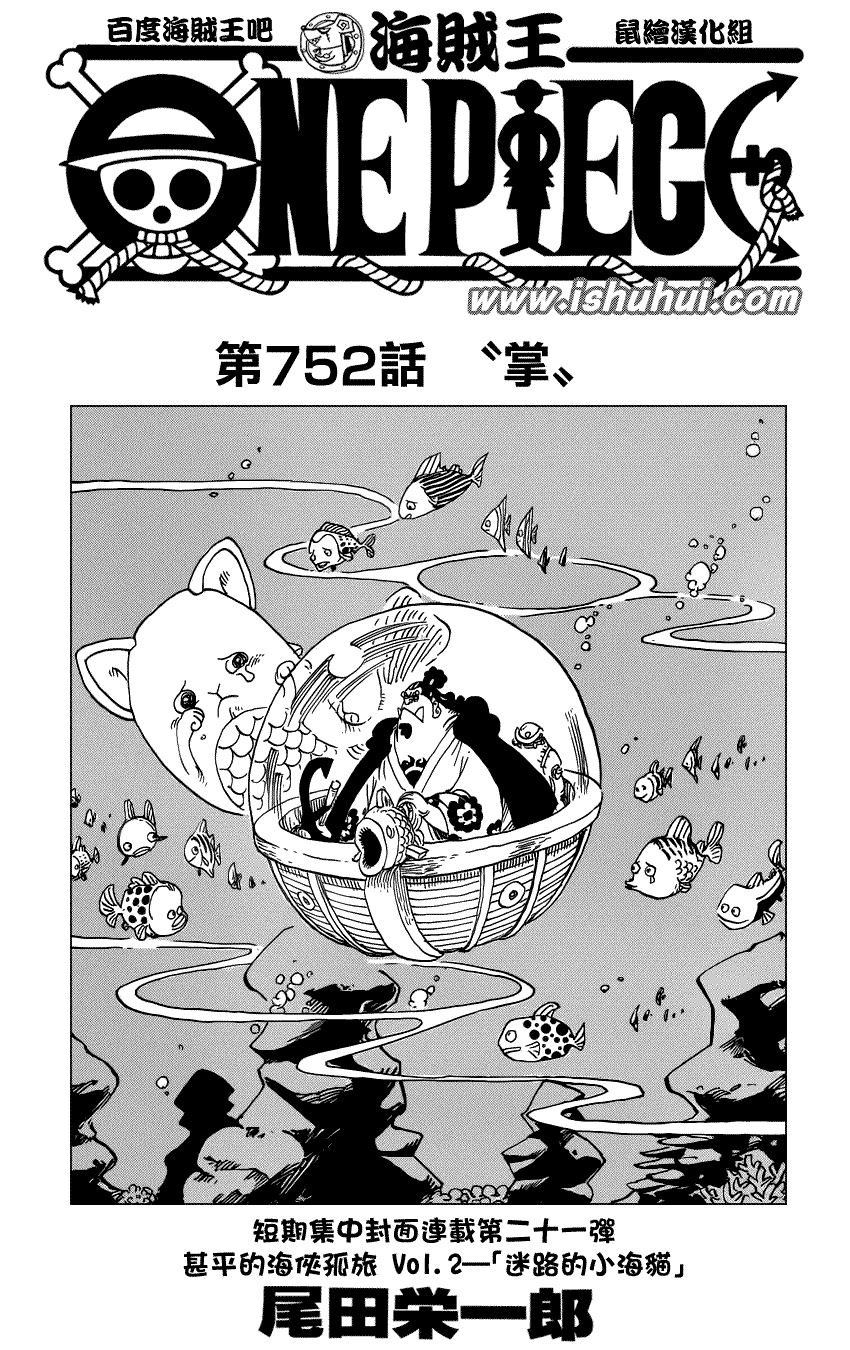 百度海賊王吧
海賊王
鼠繪漢化組
ONE PIECE
www.ishuhui.com
第752話 〝掌〟
短期集中封面連載第二十一彈
甚平的海俠孤旅 Vol.2—「迷路的小海貓」
尾田栄一郎